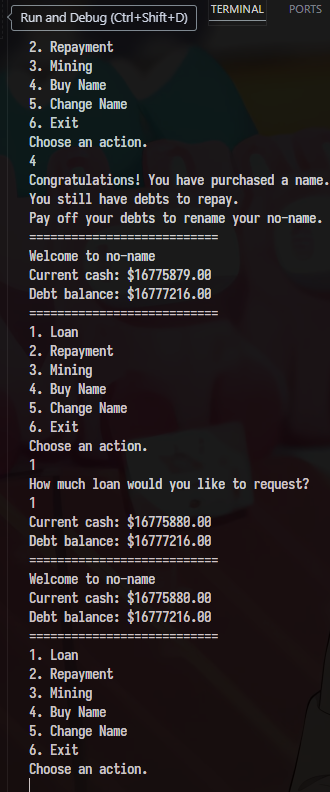 TERMINAL
PORTS
Run and Debug (Ctrl+Shift+D)
2. Repayment
3. Mining
4. Buy Name
5. Change Name
6. Exit
Choose an action.
4
Congratulations! You have purchased a name.
You still have debts to repay.
Pay off your debts to rename your no-name.
===========================
Welcome to no-name
Current cash: $16775879.00
Debt balance: $16777216.00
===========================
1. Loan
2. Repayment
3. Mining
4. Buy Name
5. Change Name
6. Exit
Choose an action.
1
How much loan would you like to request?
1
Current cash: $16775880.00
Debt balance: $16777216.00
===========================
Welcome to no-name
Current cash: $16775880.00
Debt balance: $16777216.00
===========================
1. Loan
2. Repayment
3. Mining
4. Buy Name
5. Change Name
6. Exit
Choose an action.